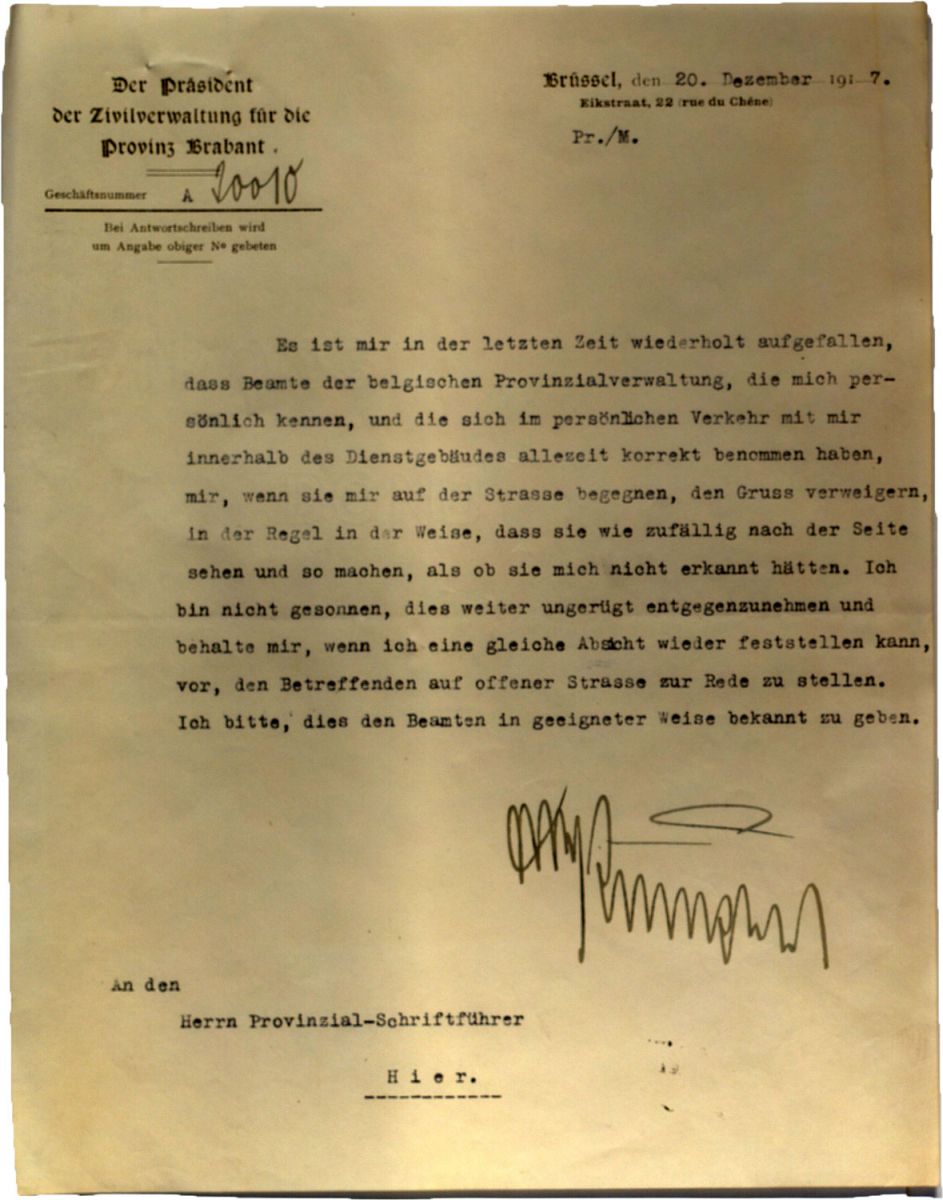 Der Präsident
der Zivilverwaltung für die
Provinz Brabant.
Geschäftsnummer A 20010
Bei Antwortschreiben wird
um Angabe obiger No gebeten
Brüssel, den 20. Dezember 1917.
Eikstraat, 22 (rue du Chêne)
Pr./M.
Es ist mir in der letzten Zeit wiederholt aufgefallen,
dass Beamte der belgischen Provinzialverwaltung, die mich per-
sönlich kennen, und die sich im persönlichen Verkehr mit mir
innerhalb des Dienstgebäudes allezeit korrekt benommen haben,
mir, wenn sie mir auf der Strasse begegnen, den Gruss verweigern,
in der Regel in der Weise, dass sie wie zufällig nach der Seite
sehen und so machen, als ob sie mich nicht erkannt hätten. Ich
bin nicht gesonnen, dies weiter ungerügt entgegenzunehmen und
behalte mir, wenn ich eine gleiche Absicht wieder feststellen kann,
vor, den Betreffenden auf offener Strasse zur Rede zu stellen.
Ich bitte, dies den Beamten in geeigneter Weise bekannt zu geben.
An den
Herrn Provinzial-Schriftführer
Hier.